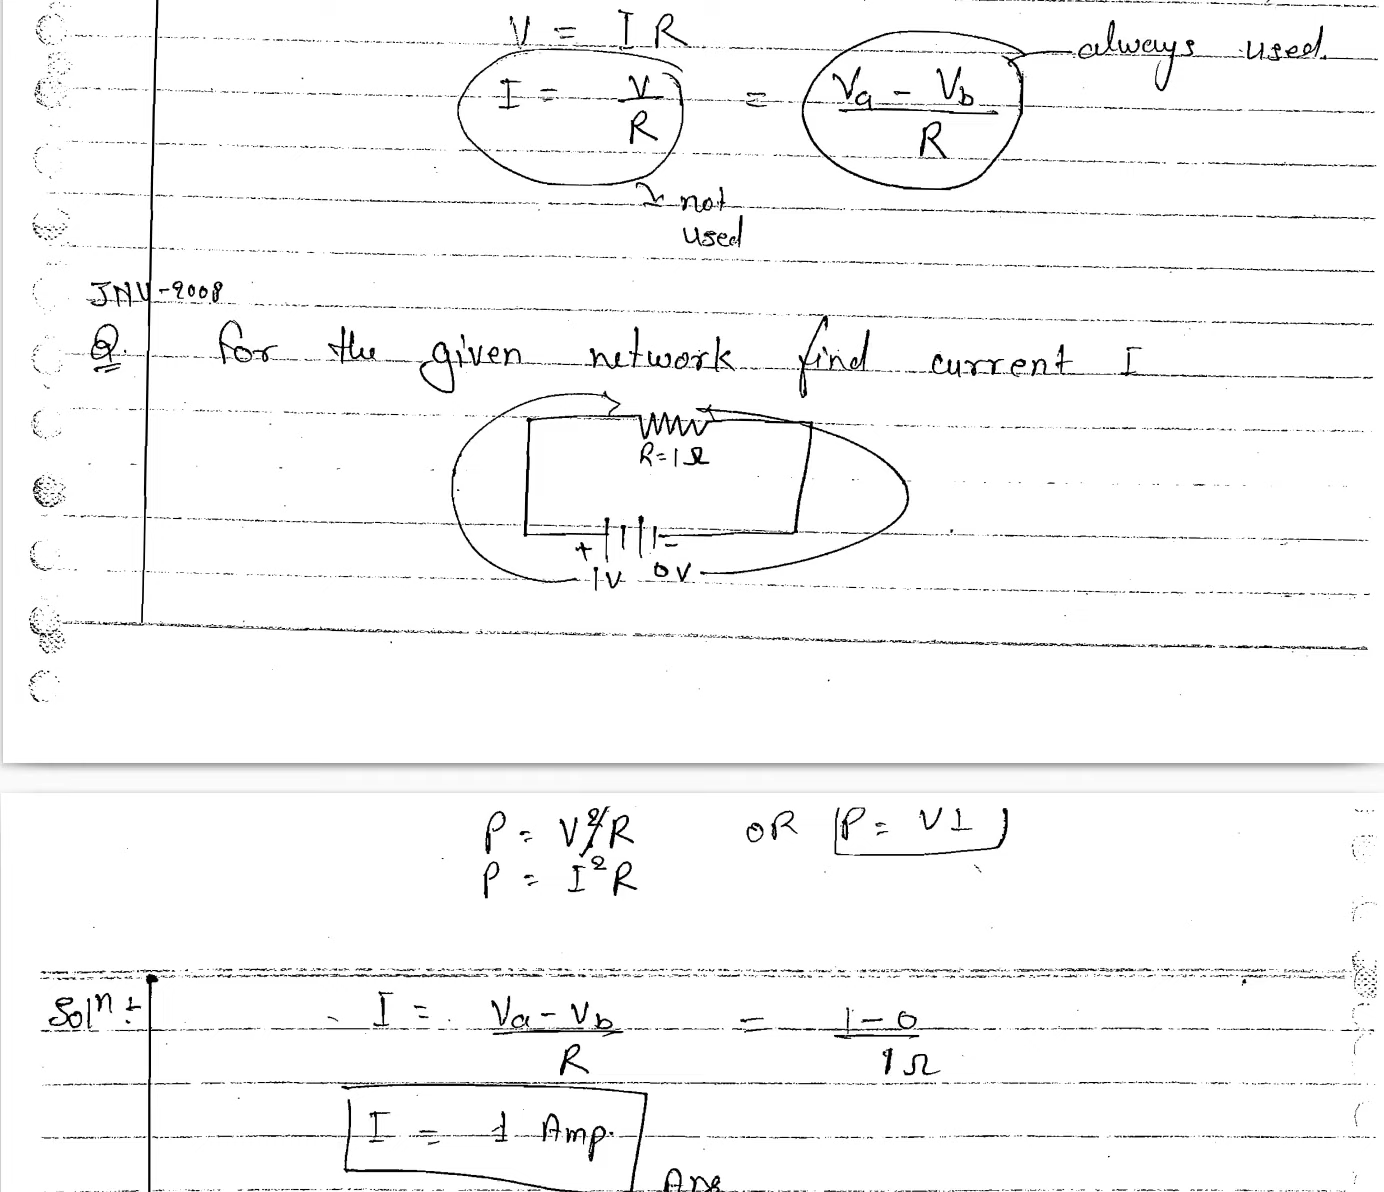 V = I R
I = V/R = (Va - Vb)/R always used.
not
used
JNU-2008
Q. for the given network find current I
R=1Ω
+ -
1V 0V
P = V²/R OR P = VI
P = I²R
Soln :- I = (Va - Vb)/R = (1-0)/1Ω
I = 1 Amp.
Ans